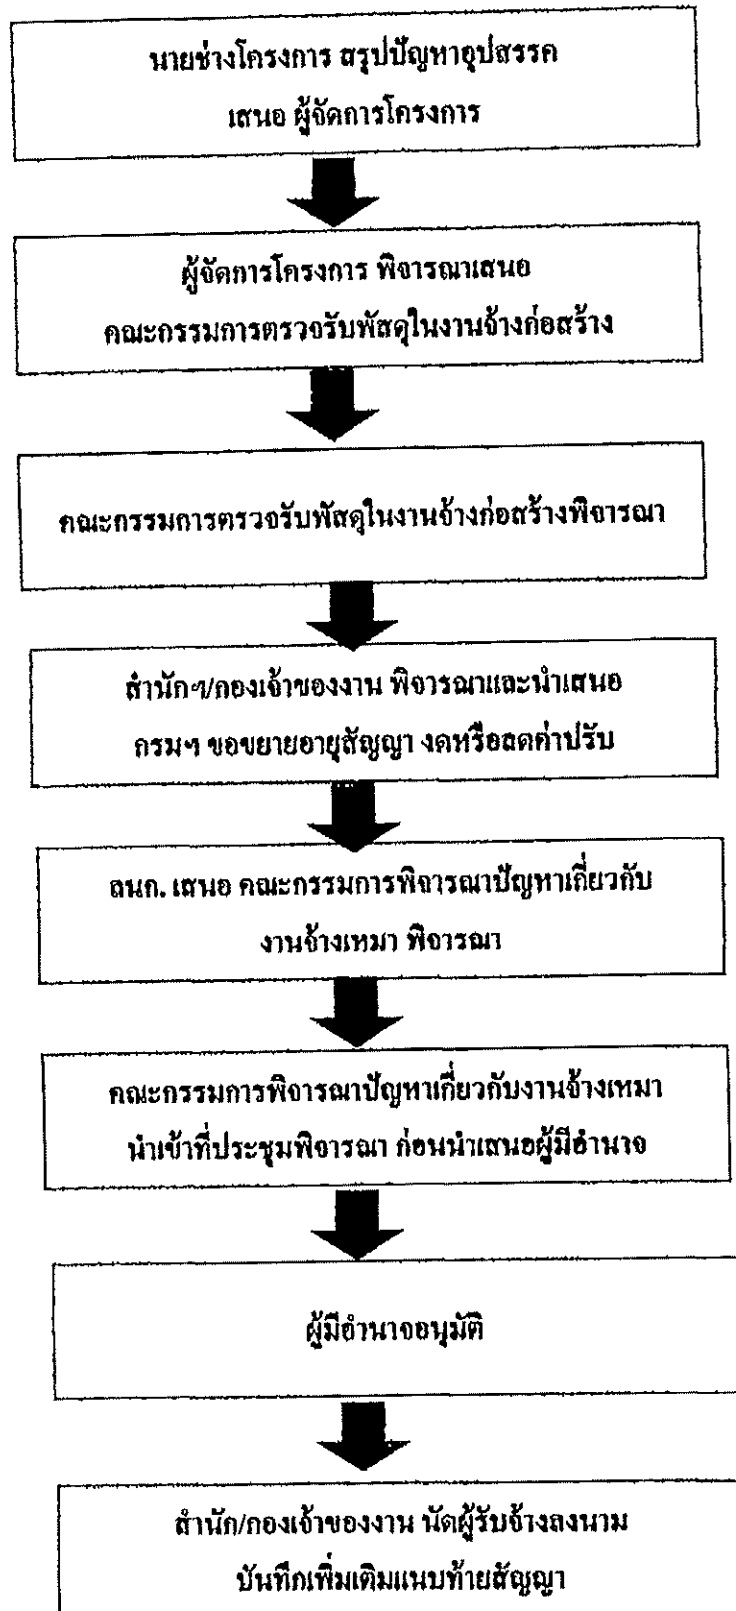 นายช่างโครงการ สรุปปัญหาอุปสรรค
เสนอ ผู้จัดการโครงการ
ผู้จัดการโครงการ พิจารณาเสนอ
คณะกรรมการตรวจรับพัสดุในงานจ้างก่อสร้าง
คณะกรรมการตรวจรับพัสดุในงานจ้างก่อสร้างพิจารณา
สำนักฯ/กองเจ้าของงาน พิจารณาและนำเสนอ
กรมฯ ขอขยายอายุสัญญา งดหรือลดค่าปรับ
ลนก. เสนอ คณะกรรมการพิจารณาปัญหาเกี่ยวกับ
งานจ้างเหมา พิจารณา
คณะกรรมการพิจารณาปัญหาเกี่ยวกับงานจ้างเหมา
นำเข้าที่ประชุมพิจารณา ก่อนนำเสนอผู้มีอำนาจ
ผู้มีอำนาจอนุมัติ
สำนัก/กองเจ้าของงาน นัดผู้รับจ้างลงนาม
บันทึกเพิ่มเติมแนบท้ายสัญญา